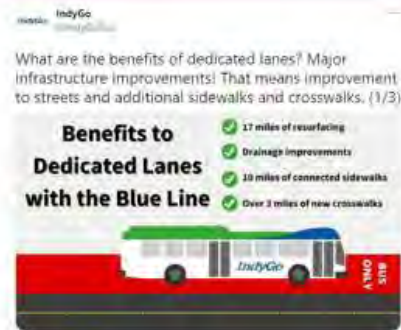 IndyGo
What are the benefits of dedicated lanes? Major
infrastructure improvements! That means improvement
to streets and additional sidewalks and crosswalks. (1/3)
Benefits to
Dedicated Lanes
with the Blue Line
17 miles of resurfacing
Drainage improvements
10 miles of connected sidewalks
Over 2 miles of new crosswalks
IndyGo
BUS
ONLY